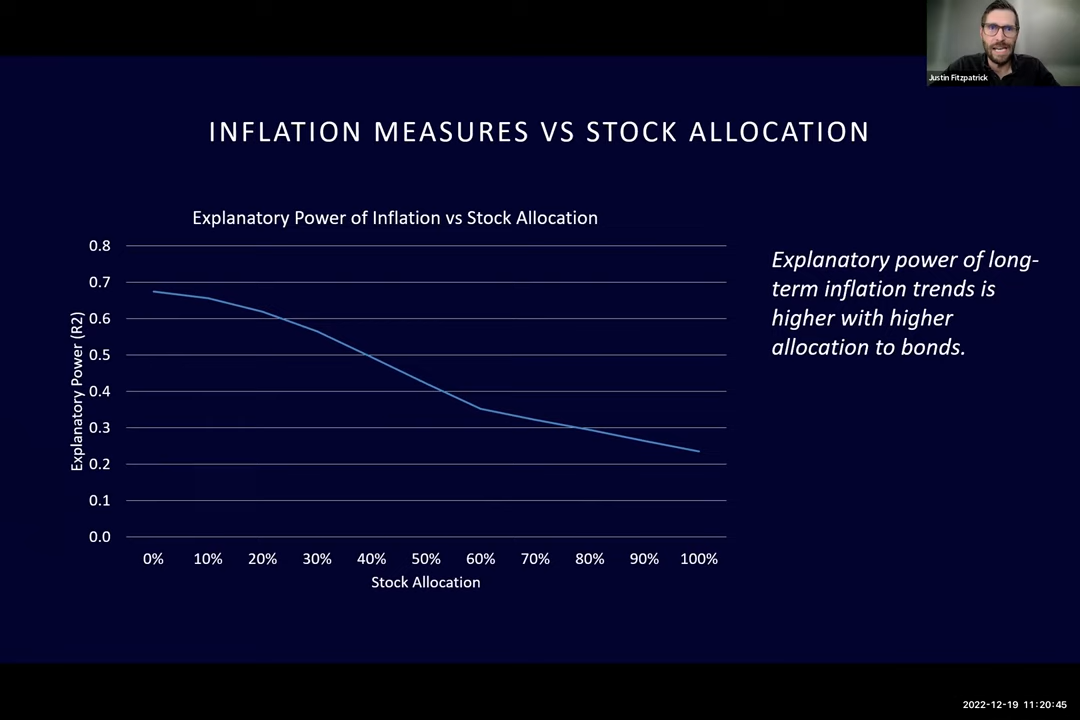 Justin Fitzpatrick
INFLATION MEASURES VS STOCK ALLOCATION
Explanatory Power of Inflation vs Stock Allocation
Explanatory Power (R2)
0.8
0.7
0.6
0.5
0.4
0.3
0.2
0.1
0.0
0% 10% 20% 30% 40% 50% 60% 70% 80% 90% 100%
Stock Allocation
Explanatory power of long-
term inflation trends is
higher with higher
allocation to bonds.
2022-12-19 11:20:45